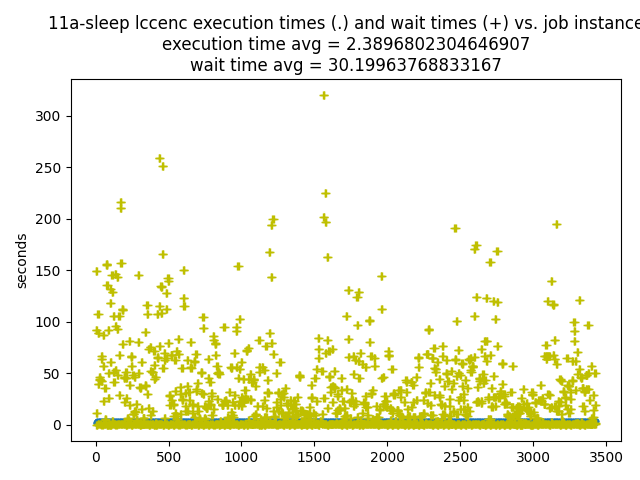 11a-sleep lccenc execution times (.) and wait times (+) vs. job instance
execution time avg = 2.3896802304646907
wait time avg = 30.19963768833167
300
250
200
150
100
50
0
seconds
0 500 1000 1500 2000 2500 3000 3500